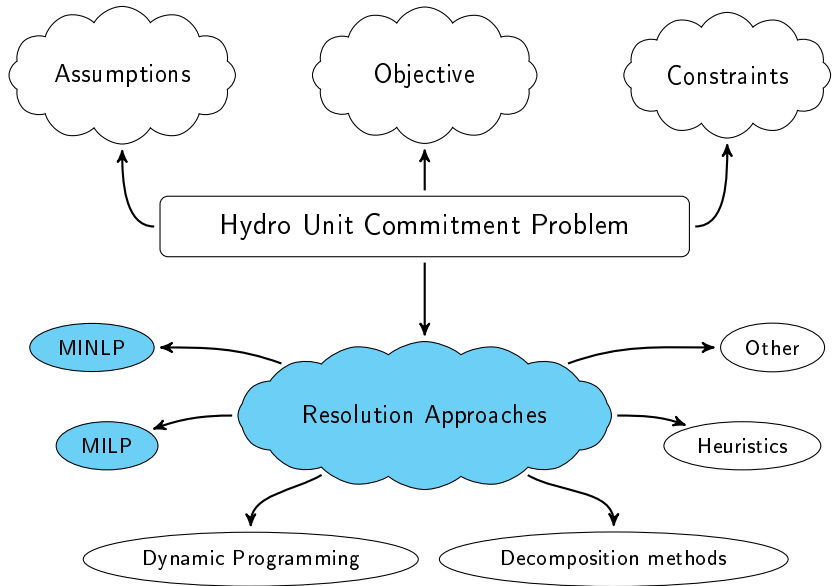 Assumptions
Objective
Constraints
Hydro Unit Commitment Problem
MINLP
Other
Resolution Approaches
MILP
Heuristics
Dynamic Programming
Decomposition methods